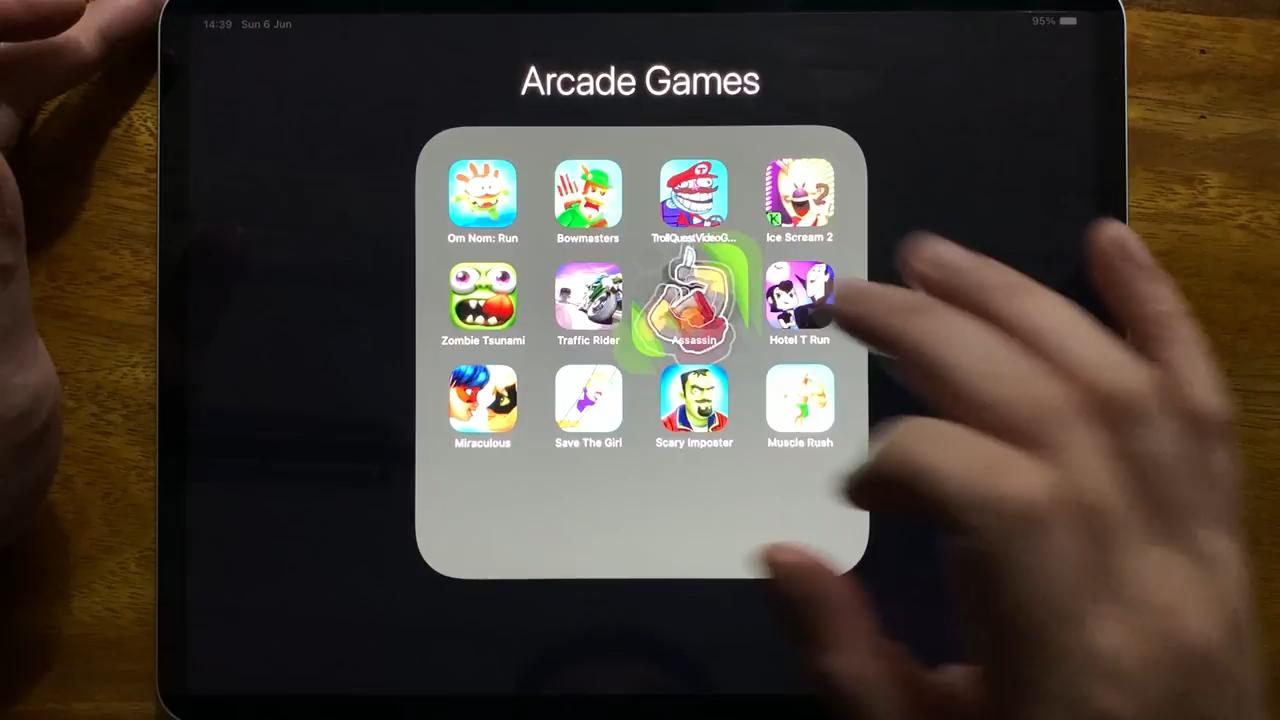 14:39 Sun 6 Jun
95%
Arcade Games
Om Nom: Run
Bowmasters
TrollQuestVideoG...
Ice Scream 2
Zombie Tsunami
Traffic Rider
Assassin
Hotel T Run
Miraculous
Save The Girl
Scary Imposter
Muscle Rush
T
2
K